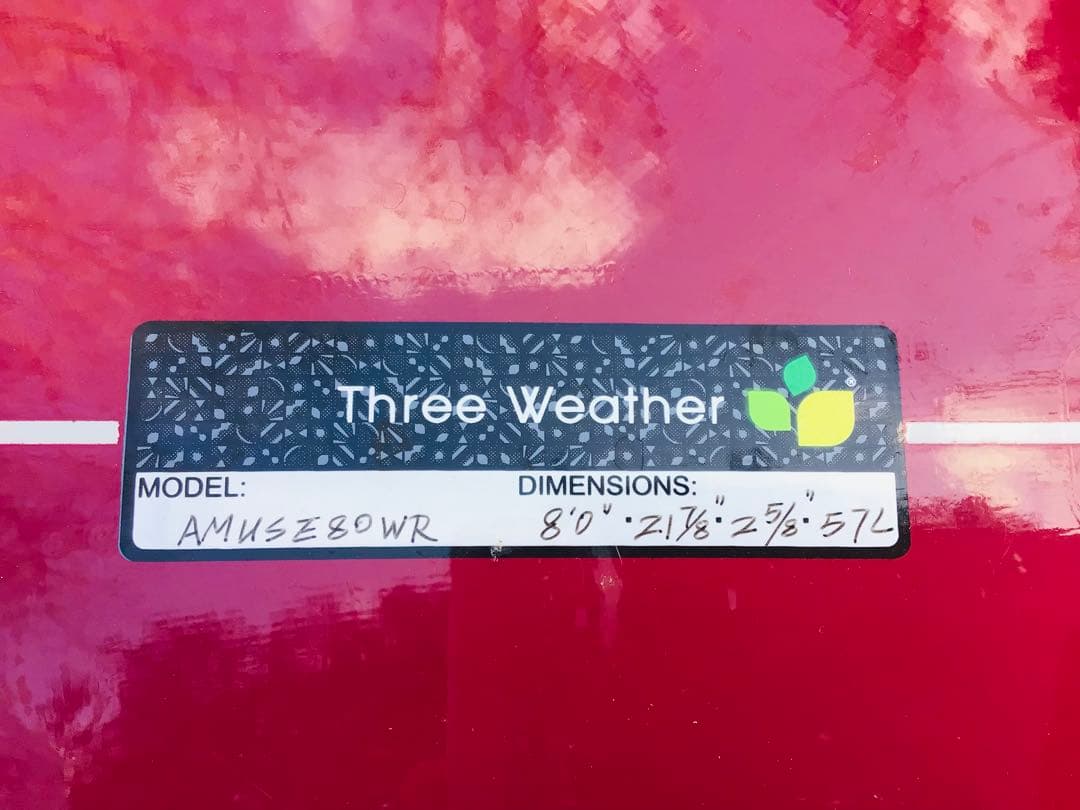 Three Weather ®
MODEL: DIMENSIONS:
AMUSE80WR 8'0" · 21 7/8" · 2 5/8" · 57L